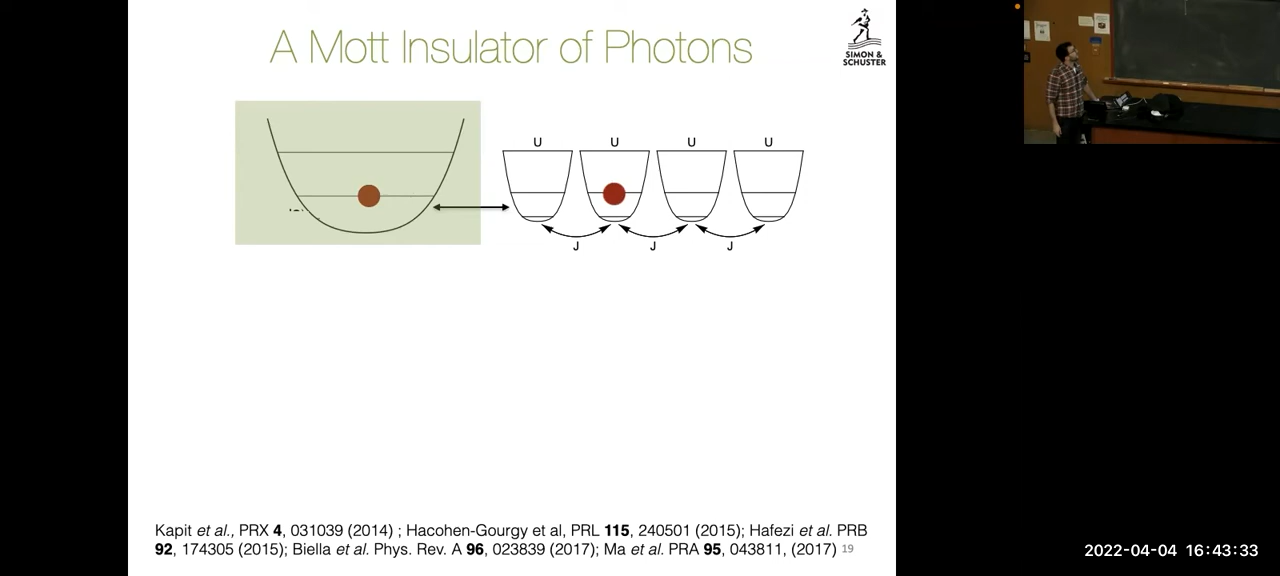 A Mott Insulator of Photons
SIMON &
SCHUSTER
U U U U
J J J
Kapit et al., PRX 4, 031039 (2014) ; Hacohen-Gourgy et al, PRL 115, 240501 (2015); Hafezi et al. PRB
92, 174305 (2015); Biella et al. Phys. Rev. A 96, 023839 (2017); Ma et al. PRA 95, 043811, (2017) 19
2022-04-04 16:43:33